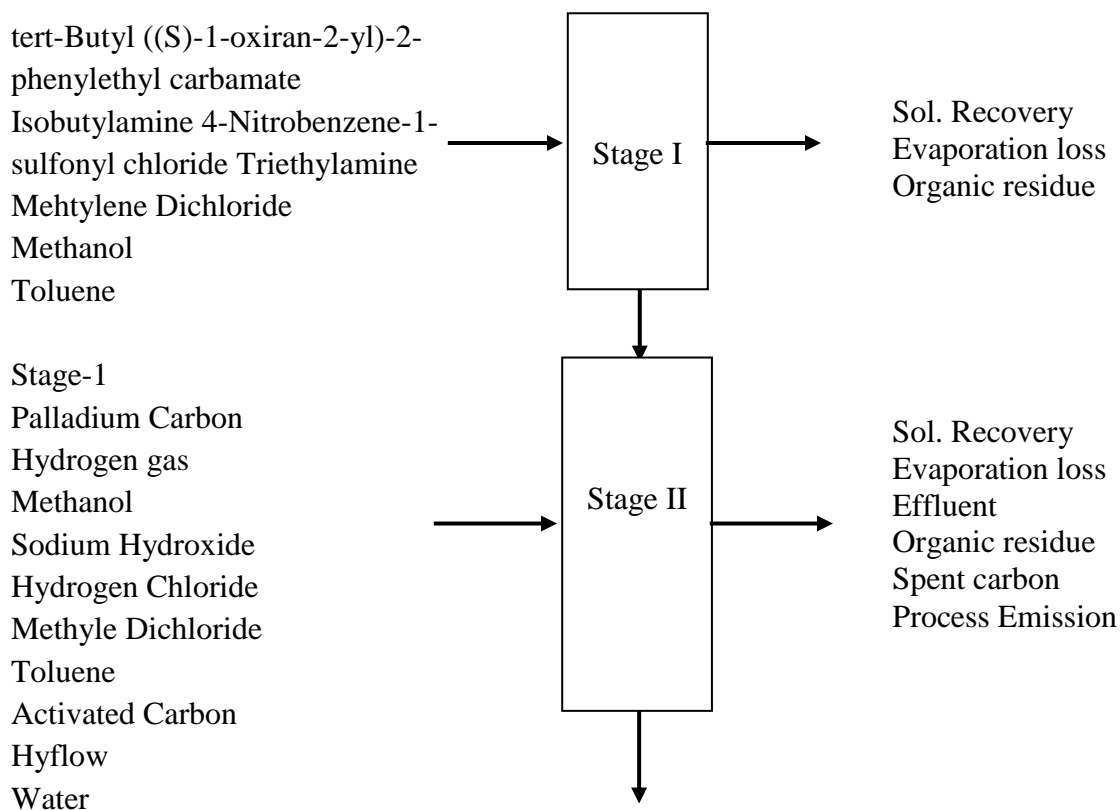 tert-Butyl ((S)-1-oxiran-2-yl)-2-
phenylethyl carbamate
Isobutylamine 4-Nitrobenzene-1-
sulfonyl chloride Triethylamine
Mehtylene Dichloride
Methanol
Toluene
Stage I
Sol. Recovery
Evaporation loss
Organic residue
Stage-1
Palladium Carbon
Hydrogen gas
Methanol
Sodium Hydroxide
Hydrogen Chloride
Methyle Dichloride
Toluene
Activated Carbon
Hyflow
Water
Stage II
Sol. Recovery
Evaporation loss
Effluent
Organic residue
Spent carbon
Process Emission